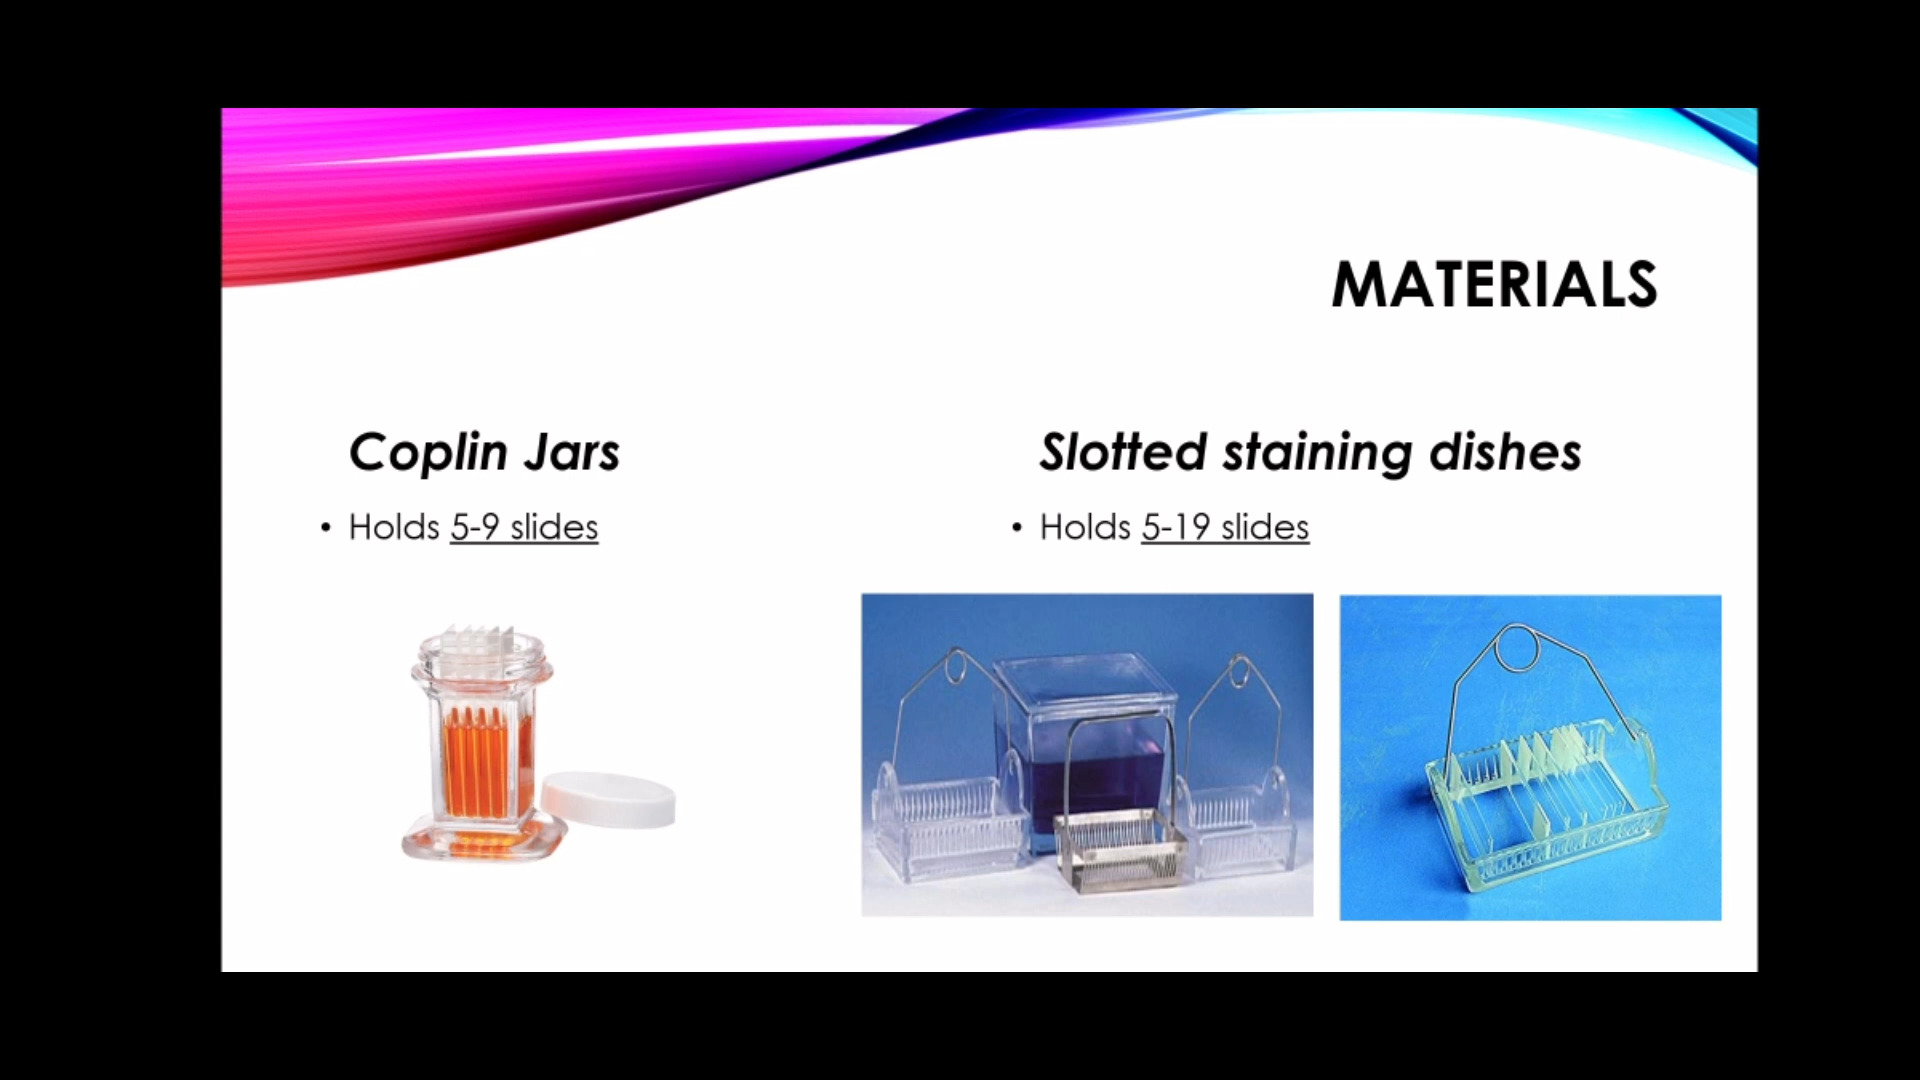 MATERIALS
Coplin Jars
• Holds 5-9 slides
Slotted staining dishes
• Holds 5-19 slides